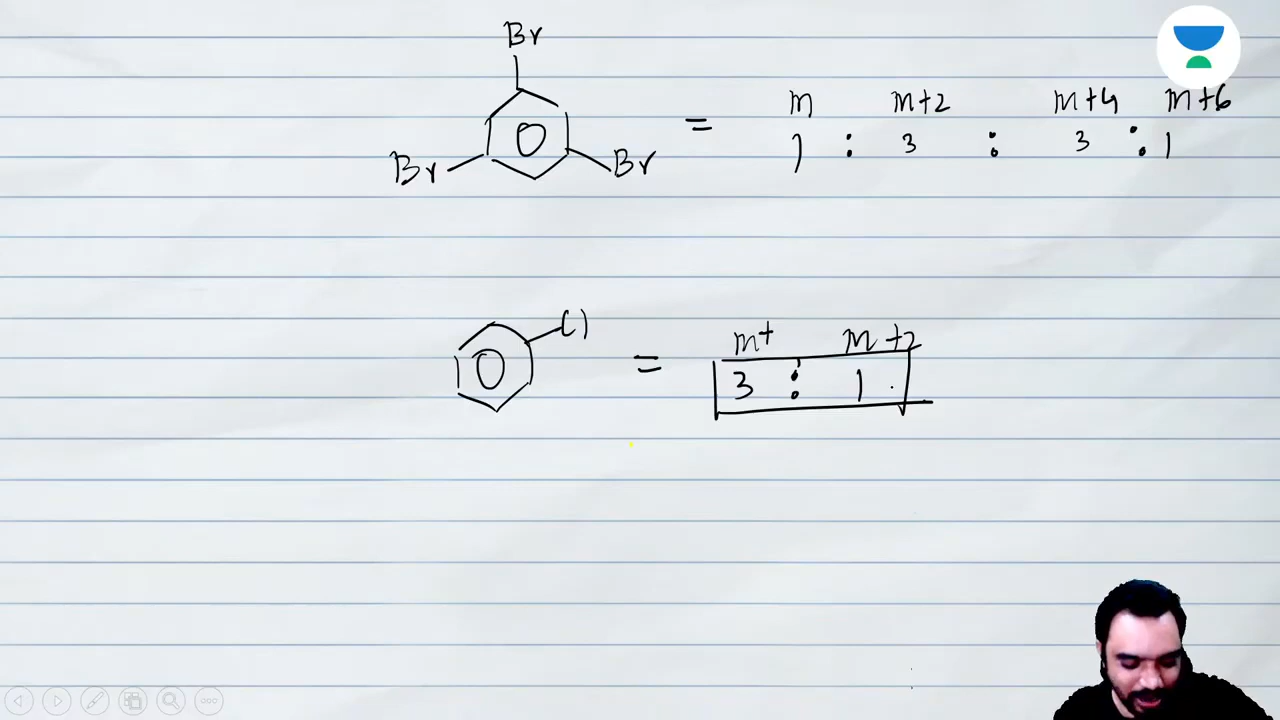 Br
m m+2 m+4 m+6
Br Br = 1 : 3 : 3 : 1
Cl m+ m+2
= 3 : 1